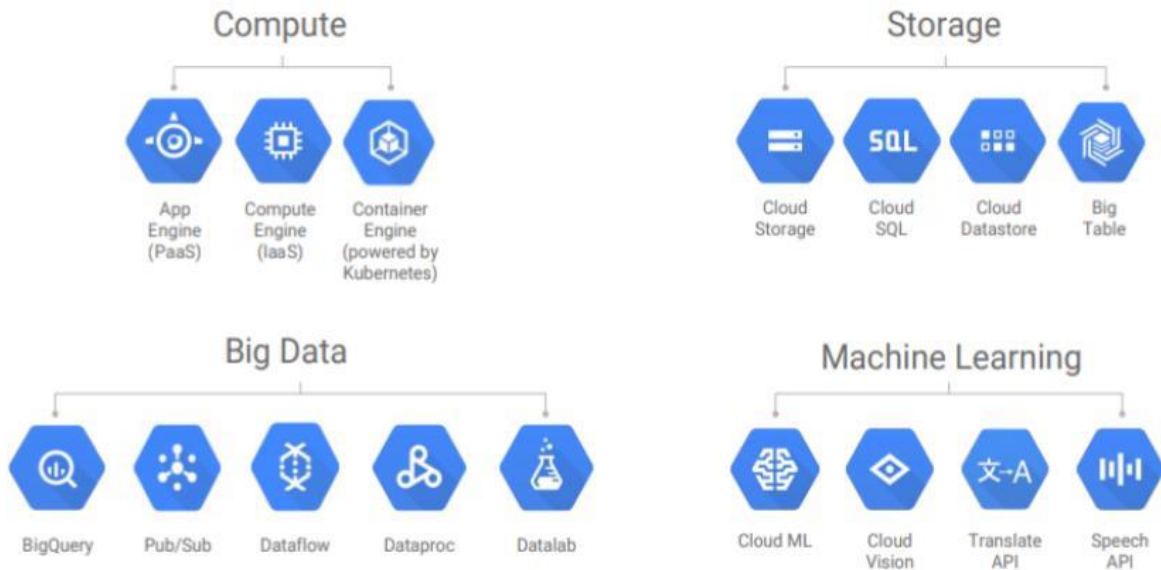 Compute
App
Engine
(PaaS)
Compute
Engine
(IaaS)
Container
Engine
(powered by
Kubernetes)
Storage
Cloud
Storage
SQL
Cloud
SQL
Cloud
Datastore
Big
Table
Big Data
BigQuery
Pub/Sub
Dataflow
Dataproc
Datalab
Machine Learning
Cloud ML
Cloud
Vision
文→A
Translate
API
Speech
API